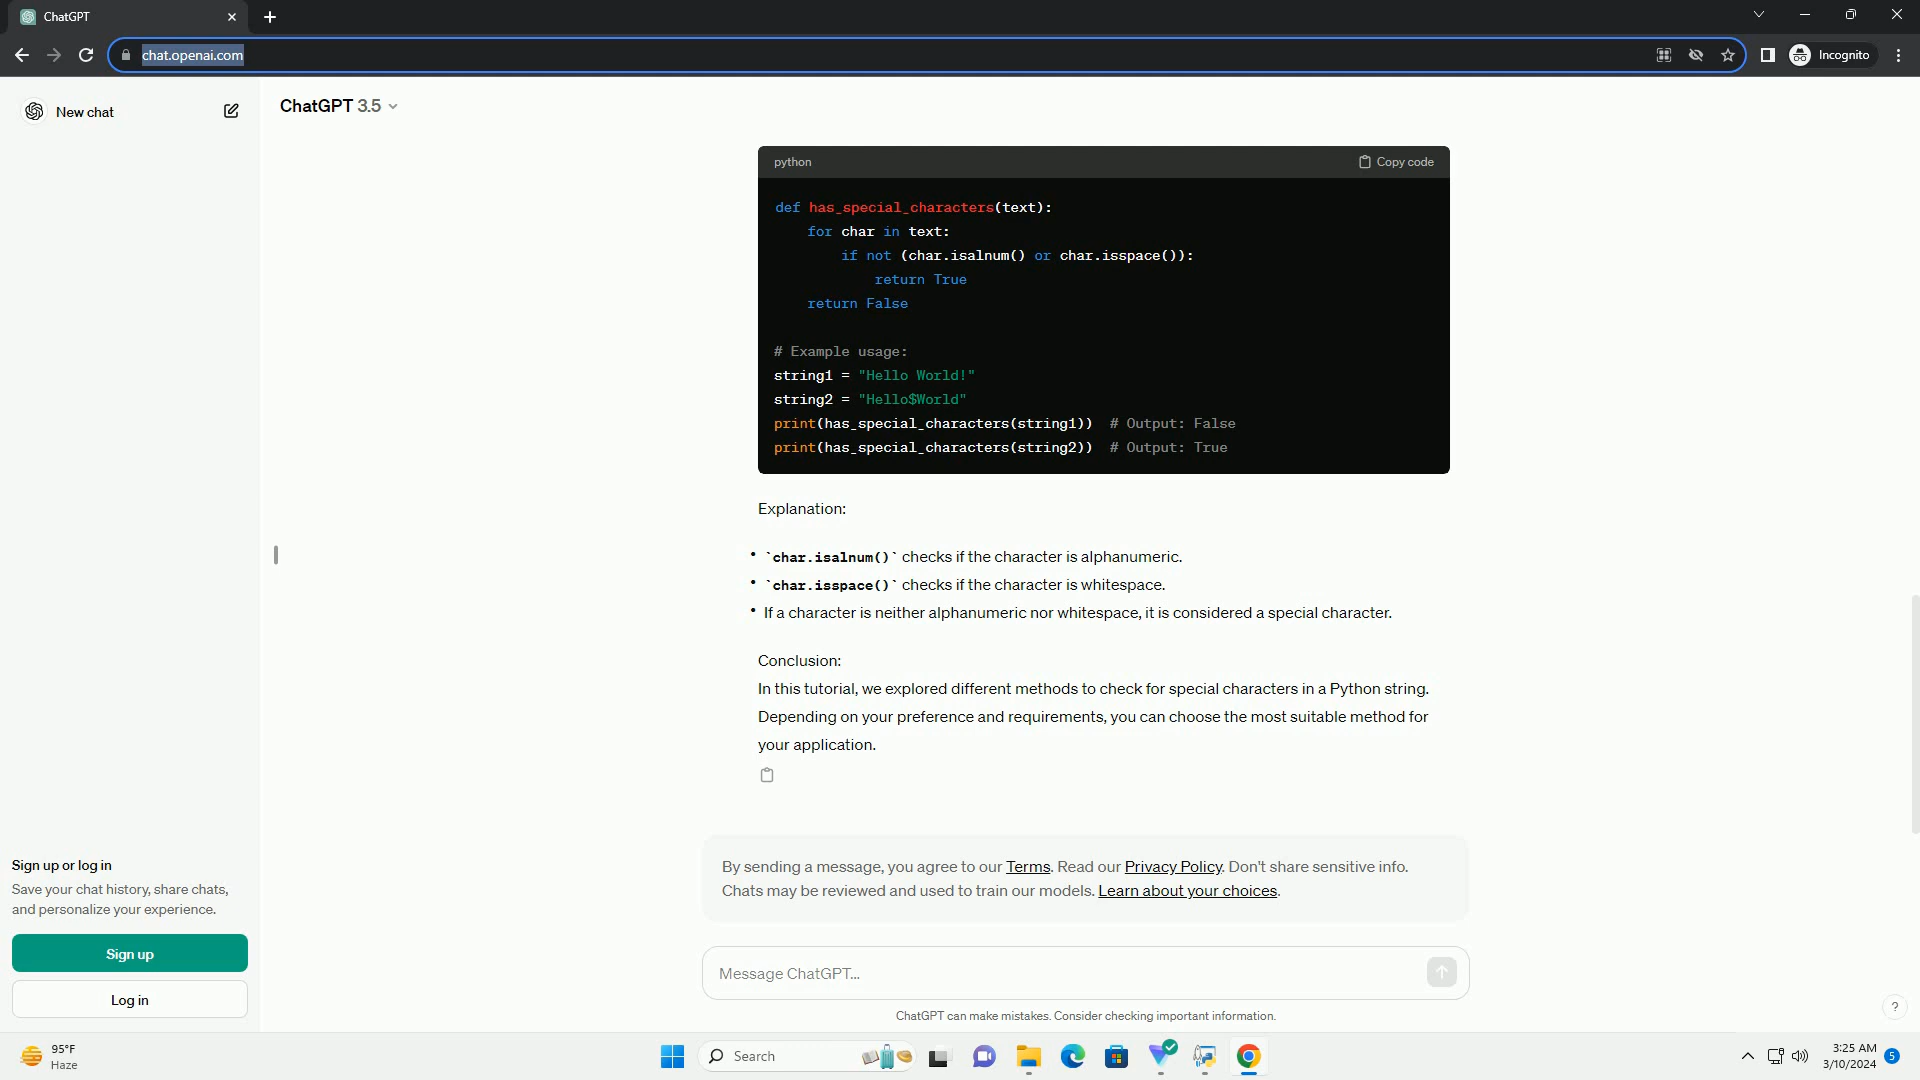 ChatGPT
chat.openai.com
Incognito
New chat
ChatGPT 3.5
python
Copy code
def has_special_characters(text):
    for char in text:
        if not (char.isalnum() or char.isspace()):
            return True
    return False
# Example usage:
string1 = "Hello World!"
string2 = "Hello$World"
print(has_special_characters(string1))  # Output: False
print(has_special_characters(string2))  # Output: True
Explanation:
• `char.isalnum()` checks if the character is alphanumeric.
• `char.isspace()` checks if the character is whitespace.
• If a character is neither alphanumeric nor whitespace, it is considered a special character.
Conclusion:
In this tutorial, we explored different methods to check for special characters in a Python string.
Depending on your preference and requirements, you can choose the most suitable method for
your application.
Sign up or log in
Save your chat history, share chats,
and personalize your experience.
Sign up
Log in
By sending a message, you agree to our Terms. Read our Privacy Policy. Don't share sensitive info.
Chats may be reviewed and used to train our models. Learn about your choices.
Message ChatGPT...
ChatGPT can make mistakes. Consider checking important information.
?
95°F
Haze
Search
3:25 AM
3/10/2024
5